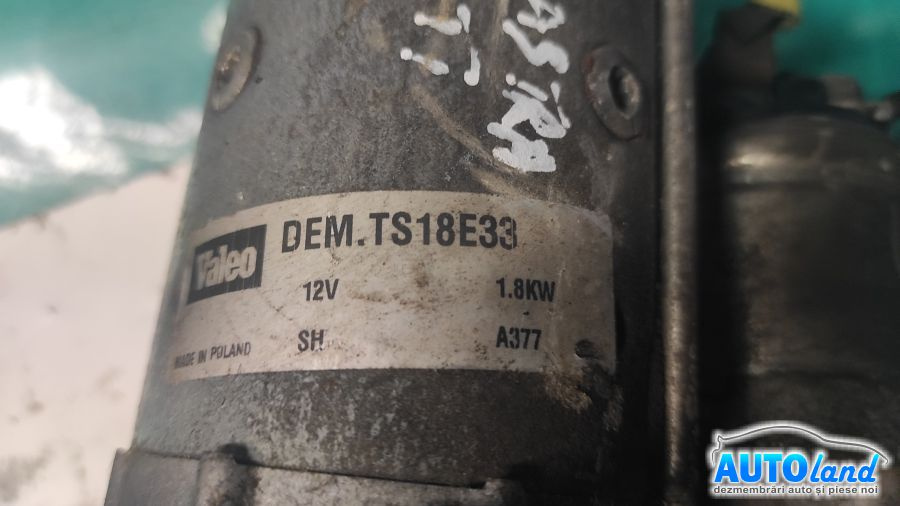 DEM.TS18E33
Valeo
12V 1.8KW
SH A377
MADE IN POLAND
AUTOland
dezmembrări auto și piese noi